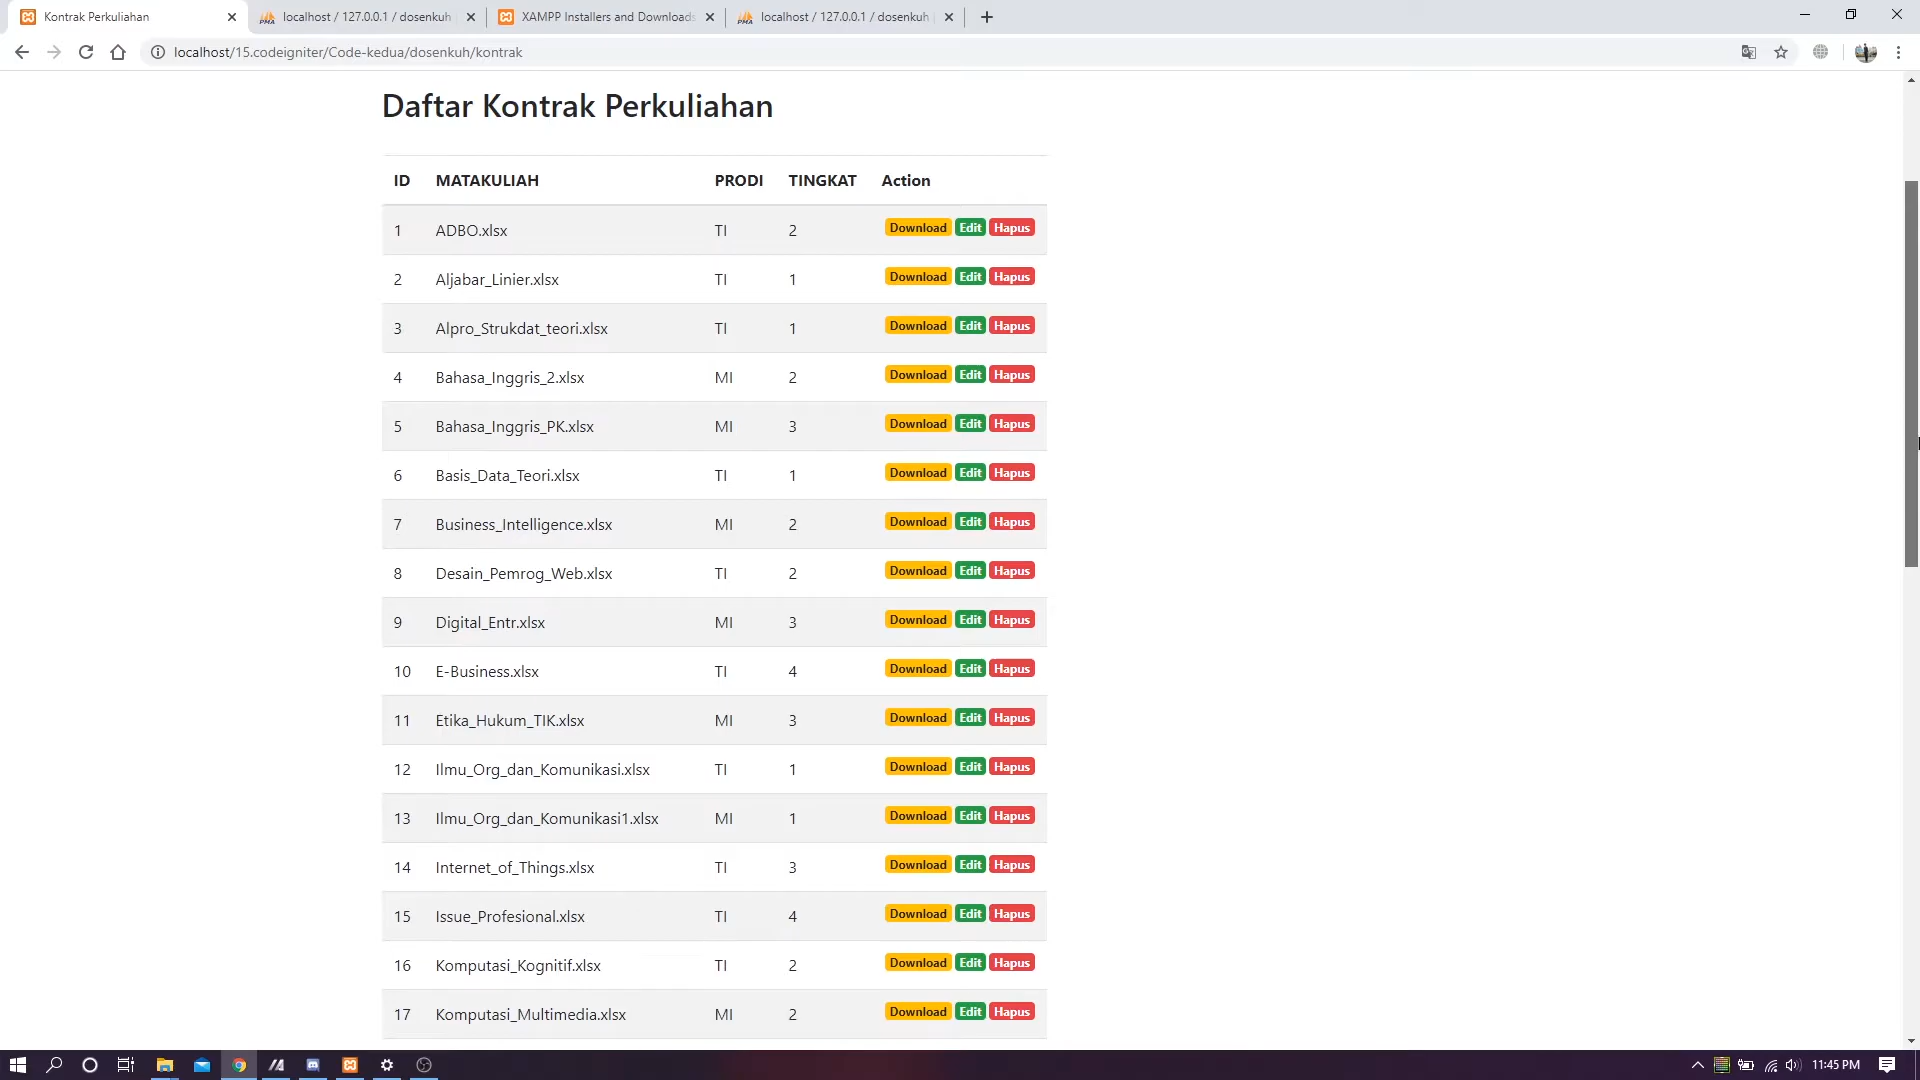 Kontrak Perkuliahan
localhost / 127.0.0.1 / dosenkuh
XAMPP Installers and Downloads
localhost / 127.0.0.1 / dosenkuh
localhost/15.codeigniter/Code-kedua/dosenkuh/kontrak
Daftar Kontrak Perkuliahan
ID MATAKULIAH PRODI TINGKAT Action
1 ADBO.xlsx TI 2 Download Edit Hapus
2 Aljabar_Linier.xlsx TI 1 Download Edit Hapus
3 Alpro_Strukdat_teori.xlsx TI 1 Download Edit Hapus
4 Bahasa_Inggris_2.xlsx MI 2 Download Edit Hapus
5 Bahasa_Inggris_PK.xlsx MI 3 Download Edit Hapus
6 Basis_Data_Teori.xlsx TI 1 Download Edit Hapus
7 Business_Intelligence.xlsx MI 2 Download Edit Hapus
8 Desain_Pemrog_Web.xlsx TI 2 Download Edit Hapus
9 Digital_Entr.xlsx MI 3 Download Edit Hapus
10 E-Business.xlsx TI 4 Download Edit Hapus
11 Etika_Hukum_TIK.xlsx MI 3 Download Edit Hapus
12 Ilmu_Org_dan_Komunikasi.xlsx TI 1 Download Edit Hapus
13 Ilmu_Org_dan_Komunikasi1.xlsx MI 1 Download Edit Hapus
14 Internet_of_Things.xlsx TI 3 Download Edit Hapus
15 Issue_Profesional.xlsx TI 4 Download Edit Hapus
16 Komputasi_Kognitif.xlsx TI 2 Download Edit Hapus
17 Komputasi_Multimedia.xlsx MI 2 Download Edit Hapus
11:45 PM